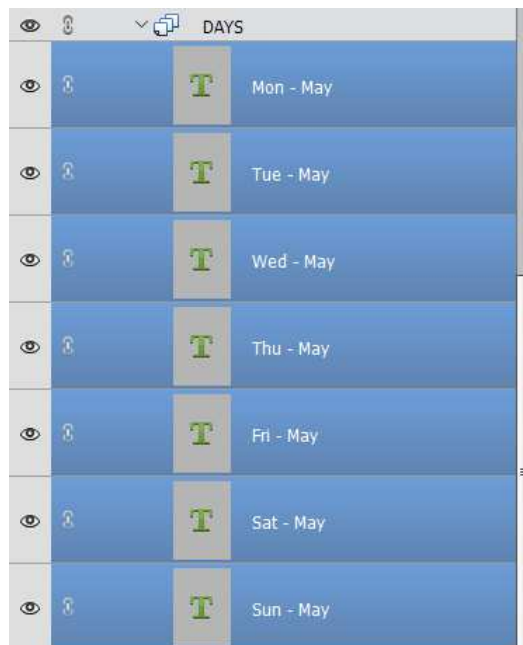 DAYS
Mon - May
Tue - May
Wed - May
Thu - May
Fri - May
Sat - May
Sun - May